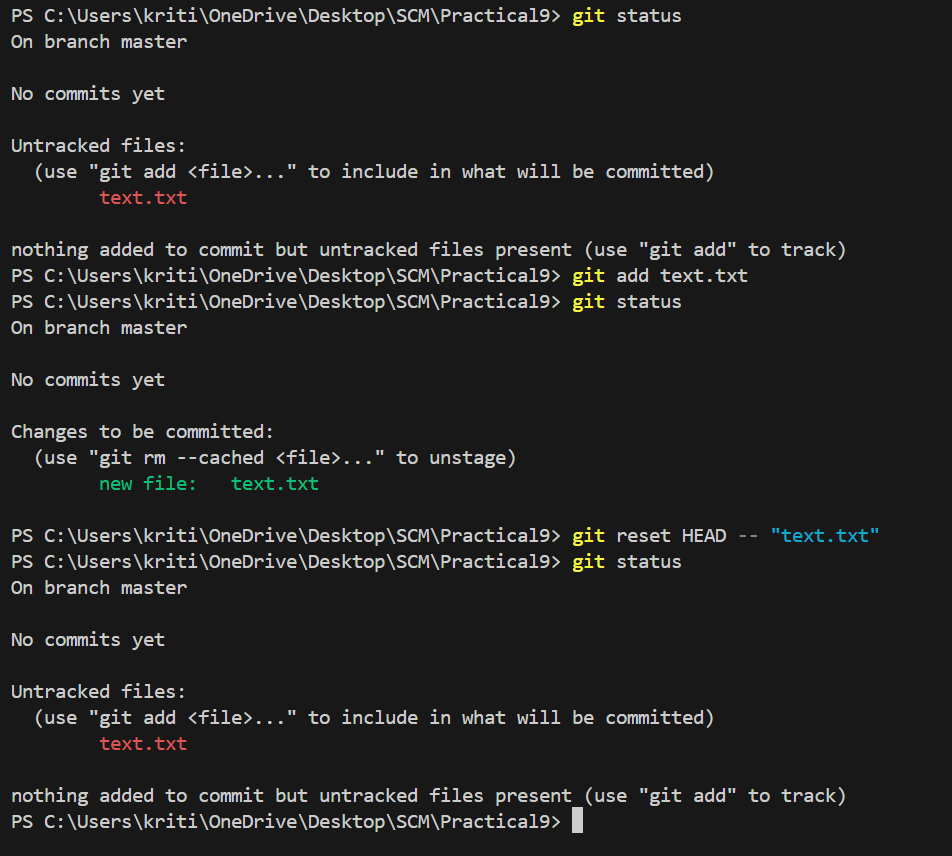 PS C:\Users\kriti\OneDrive\Desktop\SCM\Practical9> git status
On branch master
No commits yet
Untracked files:
  (use "git add <file>..." to include in what will be committed)
        text.txt
nothing added to commit but untracked files present (use "git add" to track)
PS C:\Users\kriti\OneDrive\Desktop\SCM\Practical9> git add text.txt
PS C:\Users\kriti\OneDrive\Desktop\SCM\Practical9> git status
On branch master
No commits yet
Changes to be committed:
  (use "git rm --cached <file>..." to unstage)
        new file:   text.txt
PS C:\Users\kriti\OneDrive\Desktop\SCM\Practical9> git reset HEAD -- "text.txt"
PS C:\Users\kriti\OneDrive\Desktop\SCM\Practical9> git status
On branch master
No commits yet
Untracked files:
  (use "git add <file>..." to include in what will be committed)
        text.txt
nothing added to commit but untracked files present (use "git add" to track)
PS C:\Users\kriti\OneDrive\Desktop\SCM\Practical9>